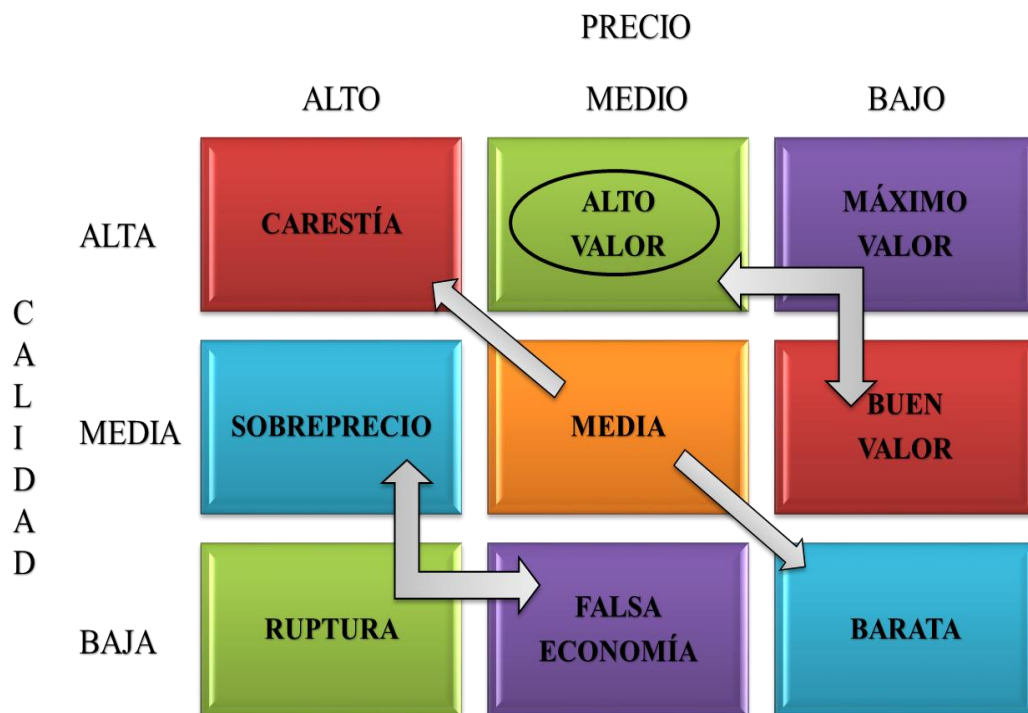 PRECIO
ALTO MEDIO BAJO
CALIDAD
ALTA
CARESTÍA
ALTO
VALOR
MÁXIMO
VALOR
MEDIA
SOBREPRECIO
MEDIA
BUEN
VALOR
BAJA
RUPTURA
FALSA
ECONOMÍA
BARATA